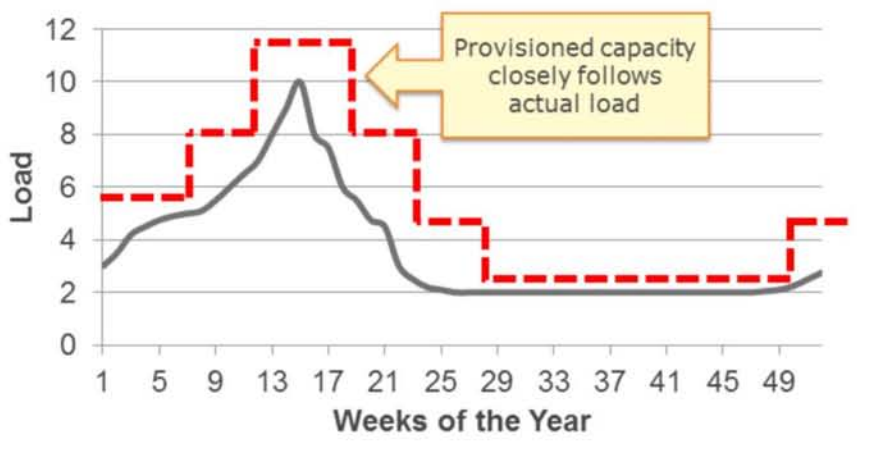 12
10
8
6
4
2
0
Load
Provisioned capacity
closely follows
actual load
1 5 9 13 17 21 25 29 33 37 41 45 49
Weeks of the Year